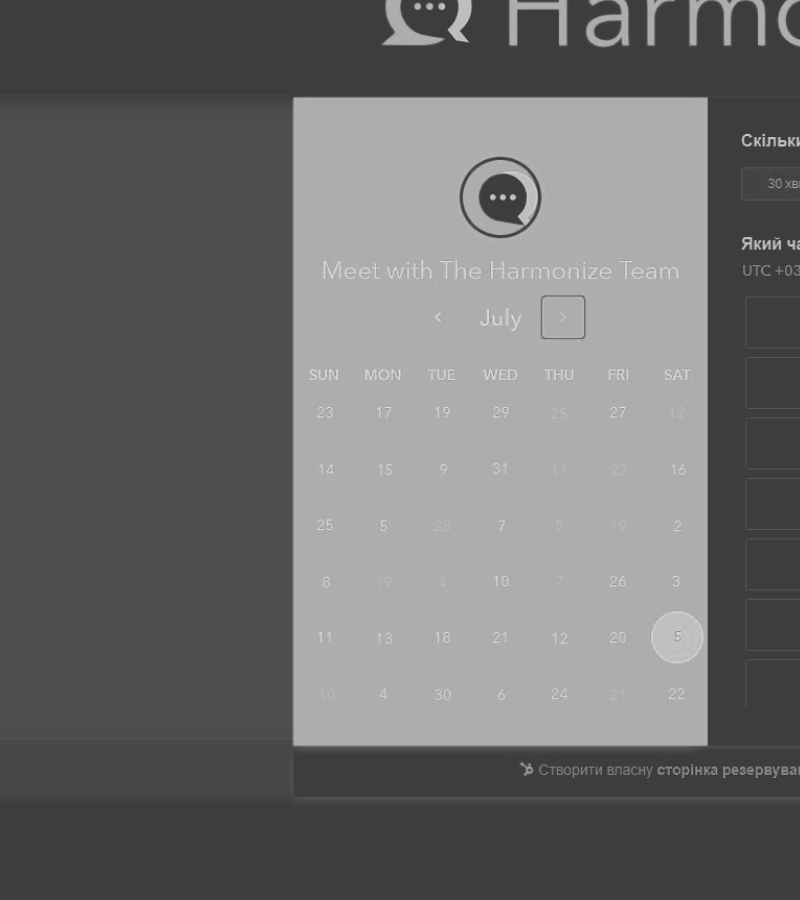 Harmo
Meet with The Harmonize Team
July
SUN MON TUE WED THU FRI SAT
23 17 19 29 25 27 12
14 15 9 31 11 22 16
25 5 28 7 5 19 2
8 19 4 10 7 26 3
11 13 18 21 12 20 5
10 4 30 6 24 21 22
Скільки
30 хви
Який ча
UTC +03
Створити власну сторінка резервуван